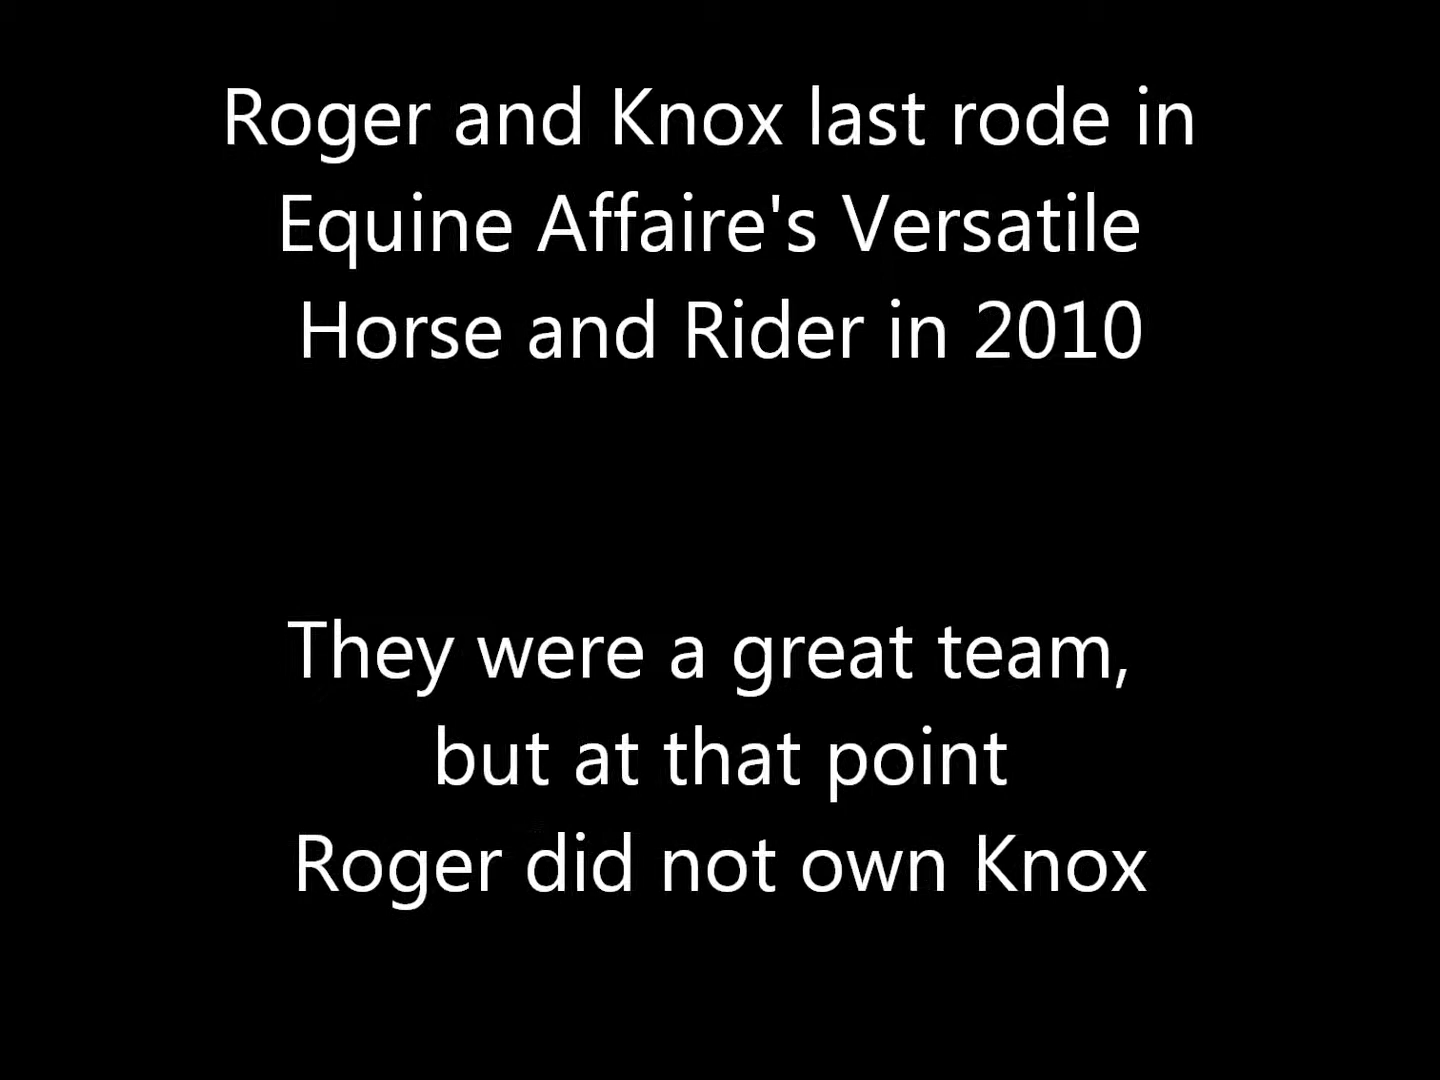 Roger and Knox last rode in
Equine Affaire's Versatile
Horse and Rider in 2010
They were a great team,
but at that point
Roger did not own Knox